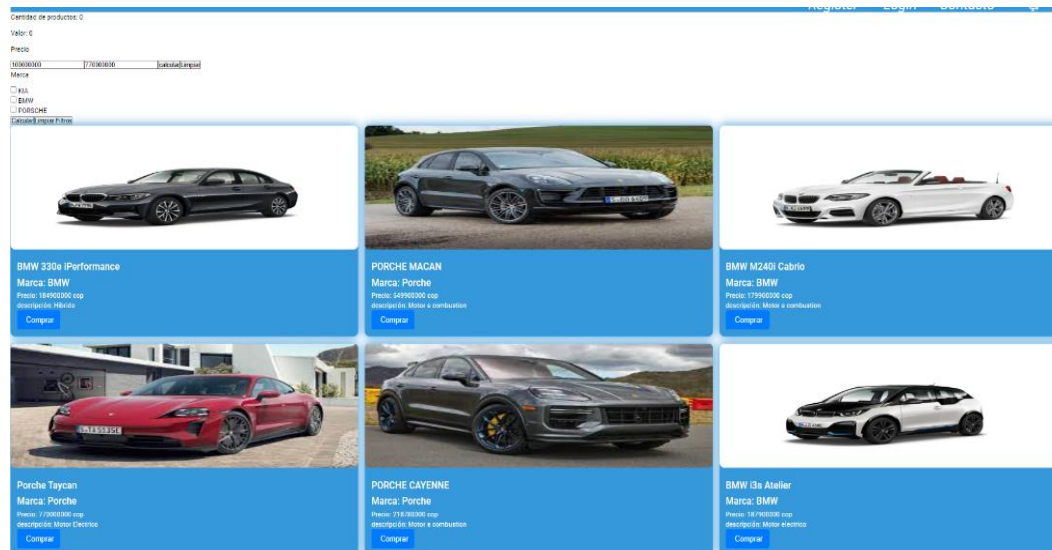 Register Login Contacto
Cantidad de productos: 0
Valor: 0
Precio
100000000 770000000 calcular Limpiar
Marca
KIA
BMW
PORSCHE
Calcular Limpiar Filtros
BMW 330e iPerformance
Marca: BMW
Precio: 184900000 cop
descripción: Hibrido
Comprar
PORCHE MACAN
Marca: Porche
Precio: 549900000 cop
descripción: Motor a combustion
Comprar
BMW M240i Cabrio
Marca: BMW
Precio: 179900000 cop
descripción: Motor a combustion
Comprar
Porche Taycan
Marca: Porche
Precio: 770000000 cop
descripción: Motor Electrico
Comprar
PORCHE CAYENNE
Marca: Porche
Precio: 218780000 cop
descripción: Motor a combustion
Comprar
BMW i3s Atelier
Marca: BMW
Precio: 187900000 cop
descripción: Motor electrico
Comprar